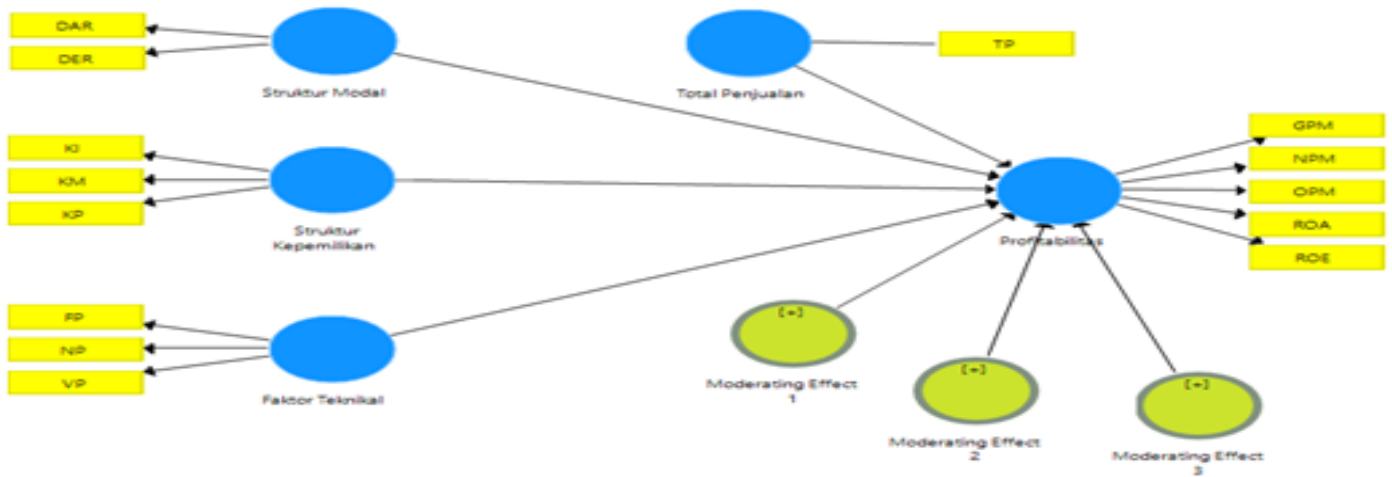 DAR
DER
Struktur Modal
Total Penjualan
TP
KI
KM
KP
Struktur
Kepemilikan
GPM
NPM
OPM
ROA
ROE
Profitabilitas
FP
NP
VP
Faktor Teknikal
[+]
Moderating Effect
1
[+]
Moderating Effect
2
[+]
Moderating Effect
3